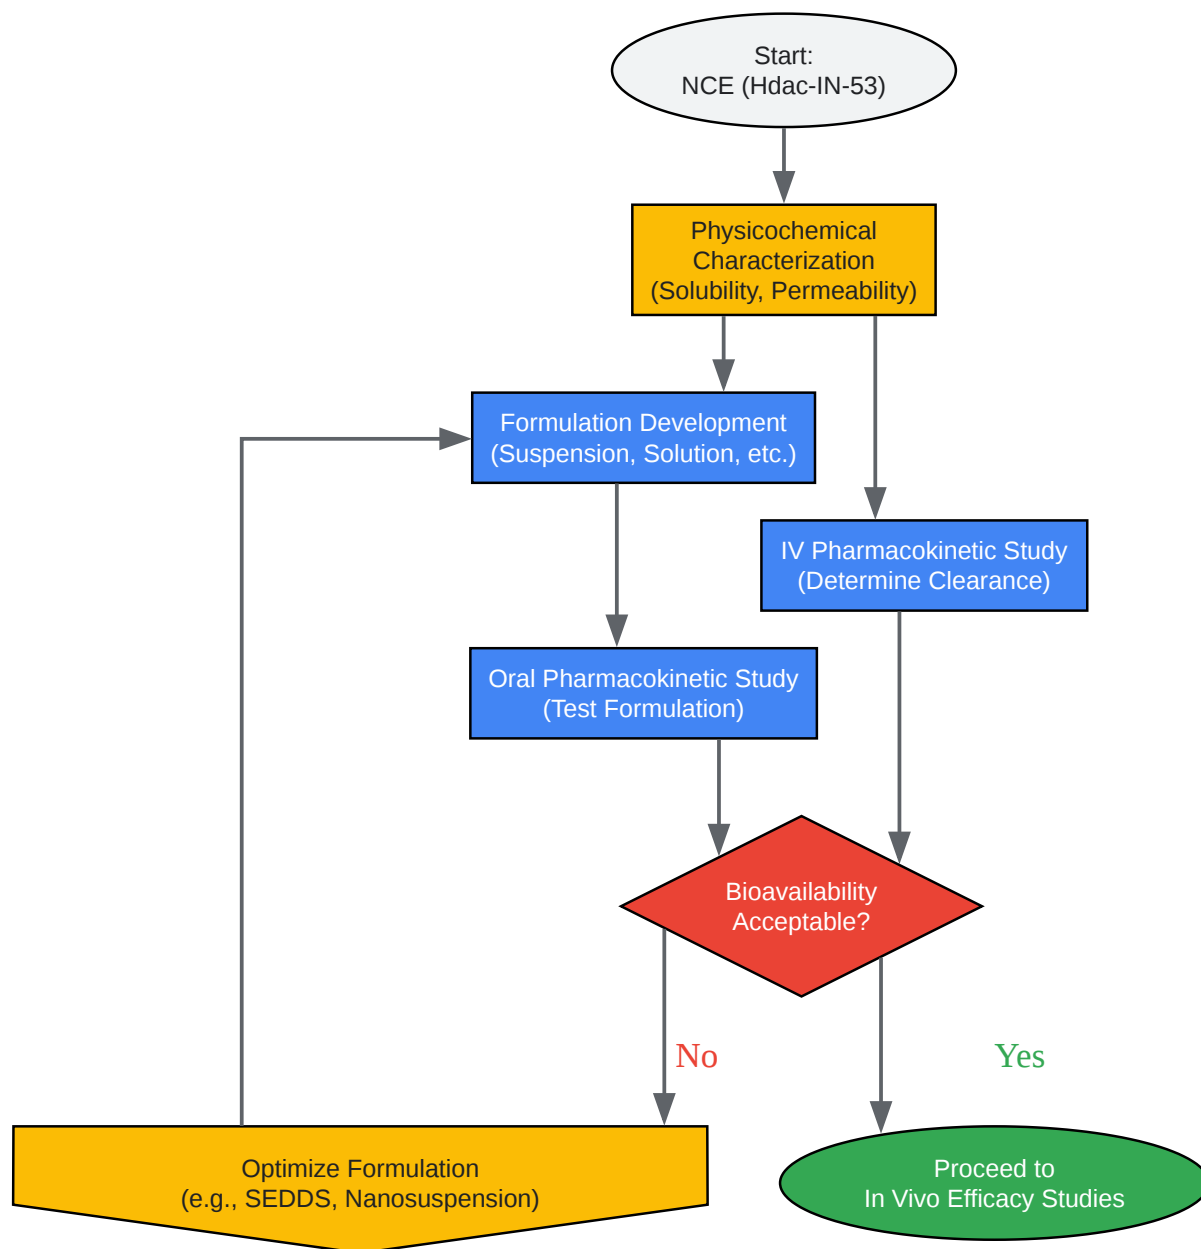 Start:
NCE (Hdac-IN-53)
Physicochemical
Characterization
(Solubility, Permeability)
Formulation Development
(Suspension, Solution, etc.)
IV Pharmacokinetic Study
(Determine Clearance)
Oral Pharmacokinetic Study
(Test Formulation)
Bioavailability
Acceptable?
No
Yes
Optimize Formulation
(e.g., SEDDS, Nanosuspension)
Proceed to
In Vivo Efficacy Studies